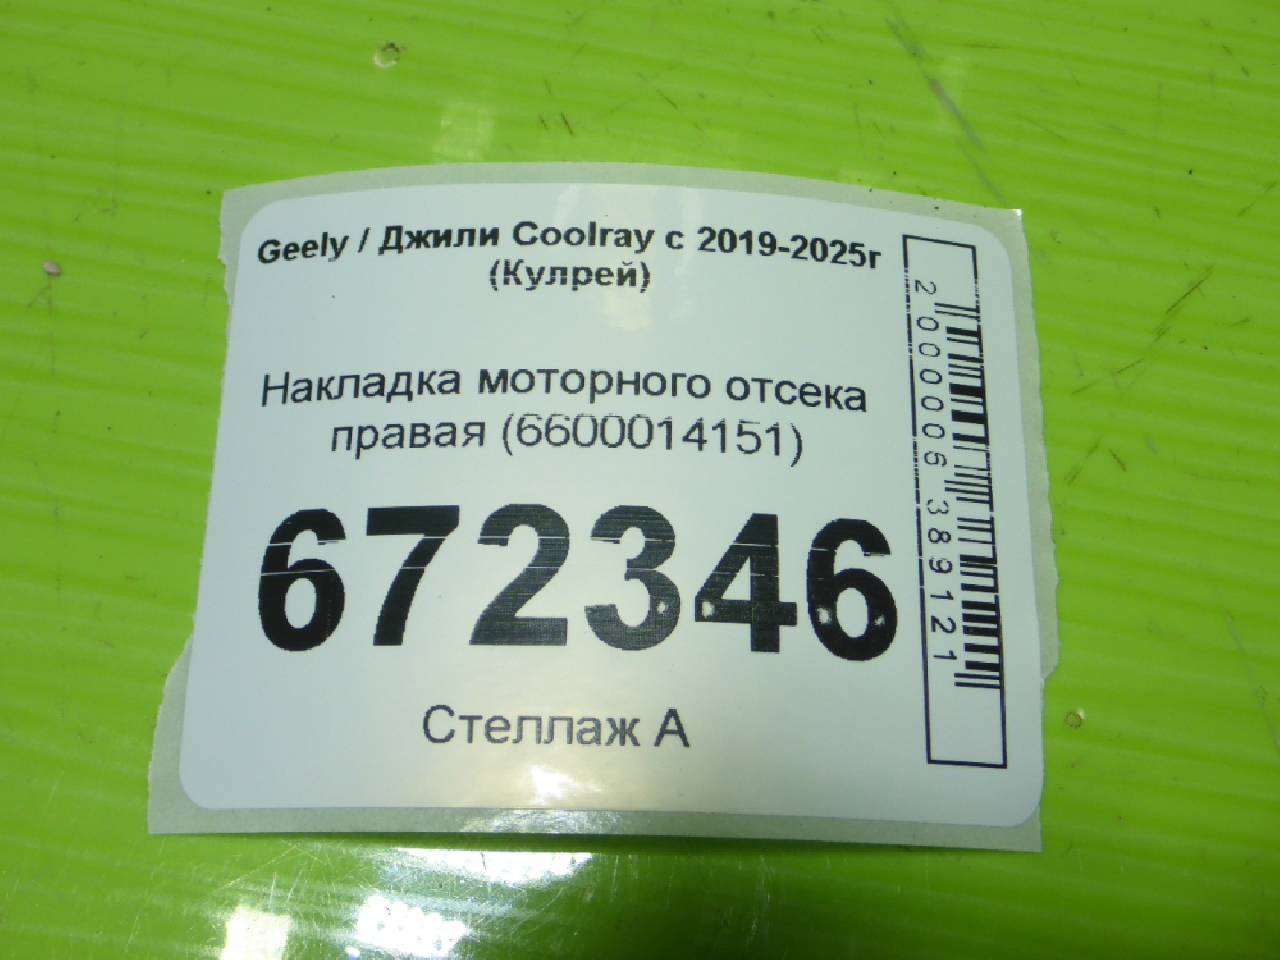 Geely / Джили Coolray с 2019-2025г
(Кулрей)
Накладка моторного отсека
правая (6600014151)
672346
Стеллаж А
2000006389121